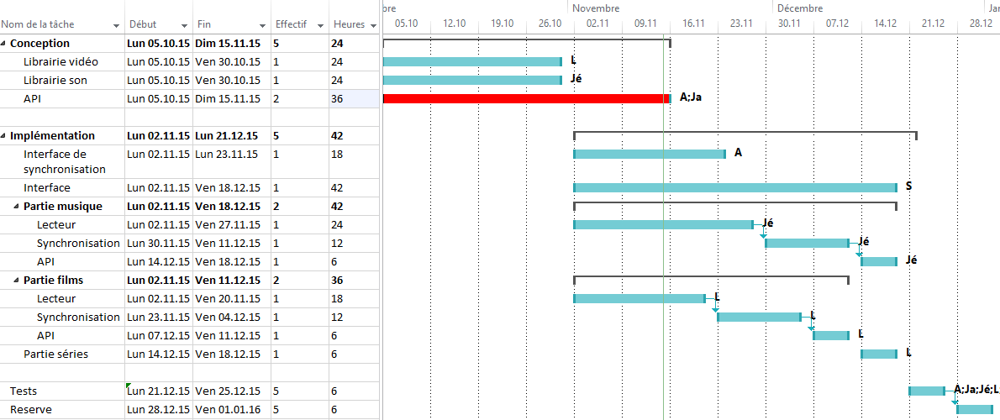 bre Novembre Décembre Jan
Nom de la tâche Début Fin Effectif Heures 05.10 12.10 19.10 26.10 02.11 09.11 16.11 23.11 30.11 07.12 14.12 21.12 28.12
Conception Lun 05.10.15 Dim 15.11.15 5 24
Librairie vidéo Lun 05.10.15 Ven 30.10.15 1 24 L
Librairie son Lun 05.10.15 Ven 30.10.15 1 24 Jé
API Lun 05.10.15 Dim 15.11.15 2 36 A;Ja
Implémentation Lun 02.11.15 Lun 21.12.15 5 42
Interface de Lun 02.11.15 Lun 23.11.15 1 18 A
synchronisation
Interface Lun 02.11.15 Ven 18.12.15 1 42 S
Partie musique Lun 02.11.15 Ven 18.12.15 2 42
Lecteur Lun 02.11.15 Ven 27.11.15 1 24 Jé
Synchronisation Lun 30.11.15 Ven 11.12.15 1 12 Jé
API Lun 14.12.15 Ven 18.12.15 1 6 Jé
Partie films Lun 02.11.15 Ven 11.12.15 2 36
Lecteur Lun 02.11.15 Ven 20.11.15 1 18 L
Synchronisation Lun 23.11.15 Ven 04.12.15 1 12 L
API Lun 07.12.15 Ven 11.12.15 1 6 L
Partie séries Lun 14.12.15 Ven 18.12.15 1 6 L
Tests Lun 21.12.15 Ven 25.12.15 5 6 A;Ja;Jé;L
Reserve Lun 28.12.15 Ven 01.01.16 5 6